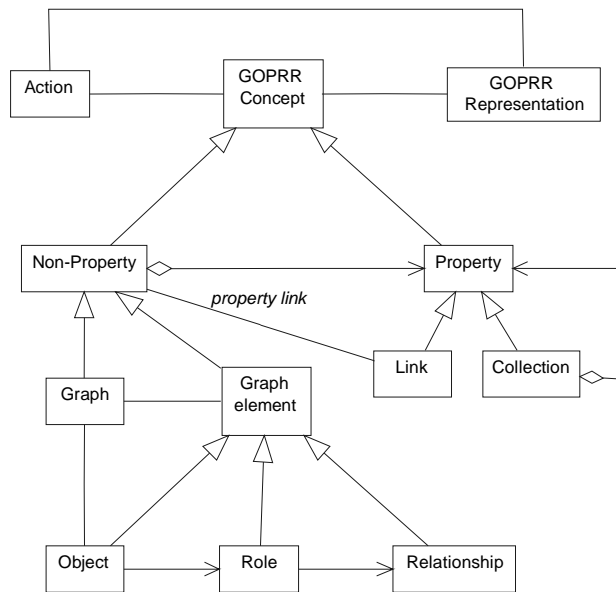 GOPRR
Concept
Action
GOPRR
Representation
Non-Property
Property
property link
Link
Collection
Graph
Graph
element
Object
Role
Relationship